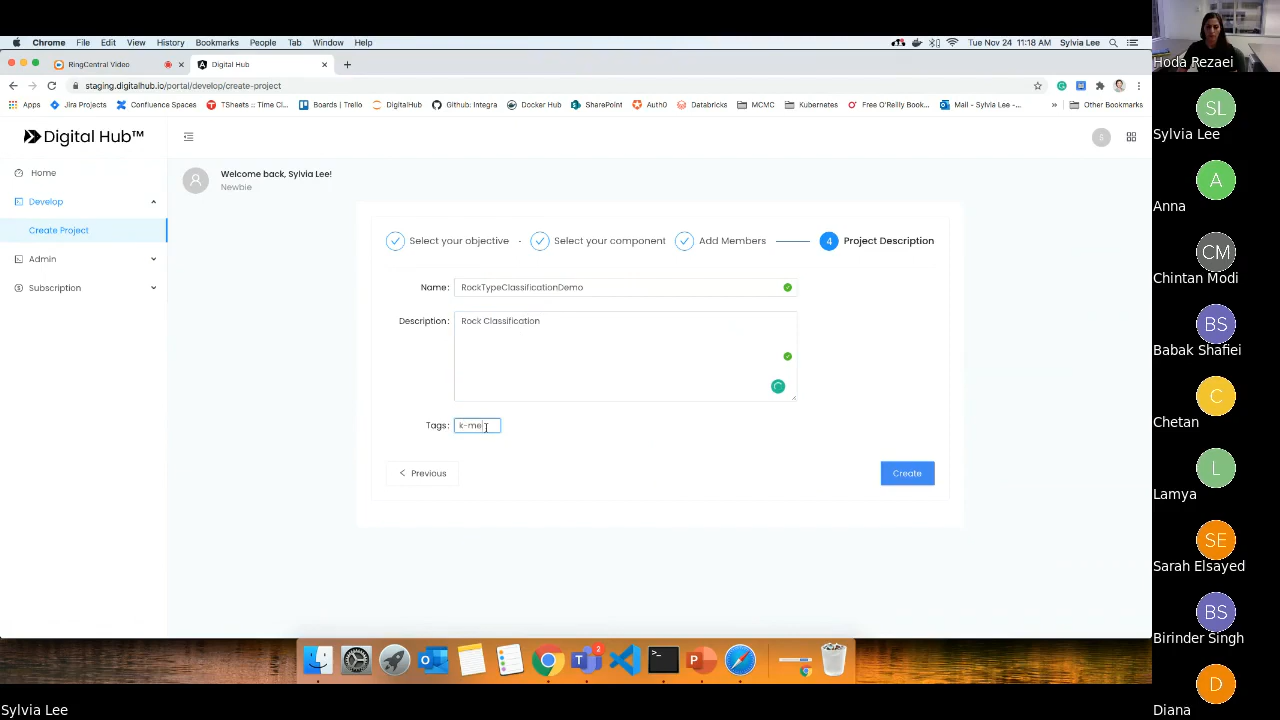 Chrome File Edit View History Bookmarks People Tab Window Help
Tue Nov 24 11:18 AM Sylvia Lee
RingCentral Video
Digital Hub
staging.digitalhub.io/portal/develop/create-project
Apps Jira Projects Confluence Spaces TSheets :: Time Cl... Boards | Trello DigitalHub Github: Integra Docker Hub SharePoint Auth0 Databricks MCMC Kubernetes Free O'Reilly Book... Mail - Sylvia Lee -... » Other Bookmarks
Digital Hub™
S
Home
Develop
Create Project
Admin
Subscription
Welcome back, Sylvia Lee!
Newbie
Select your objective
Select your component
Add Members
4 Project Description
Name: RockTypeClassificationDemo
Description: Rock Classification
Tags: k-me
Previous
Create
2
Hoda Rezaei
SL
Sylvia Lee
A
Anna
CM
Chintan Modi
BS
Babak Shafiei
C
Chetan
L
Lamya
SE
Sarah Elsayed
BS
Birinder Singh
D
Diana
Sylvia Lee